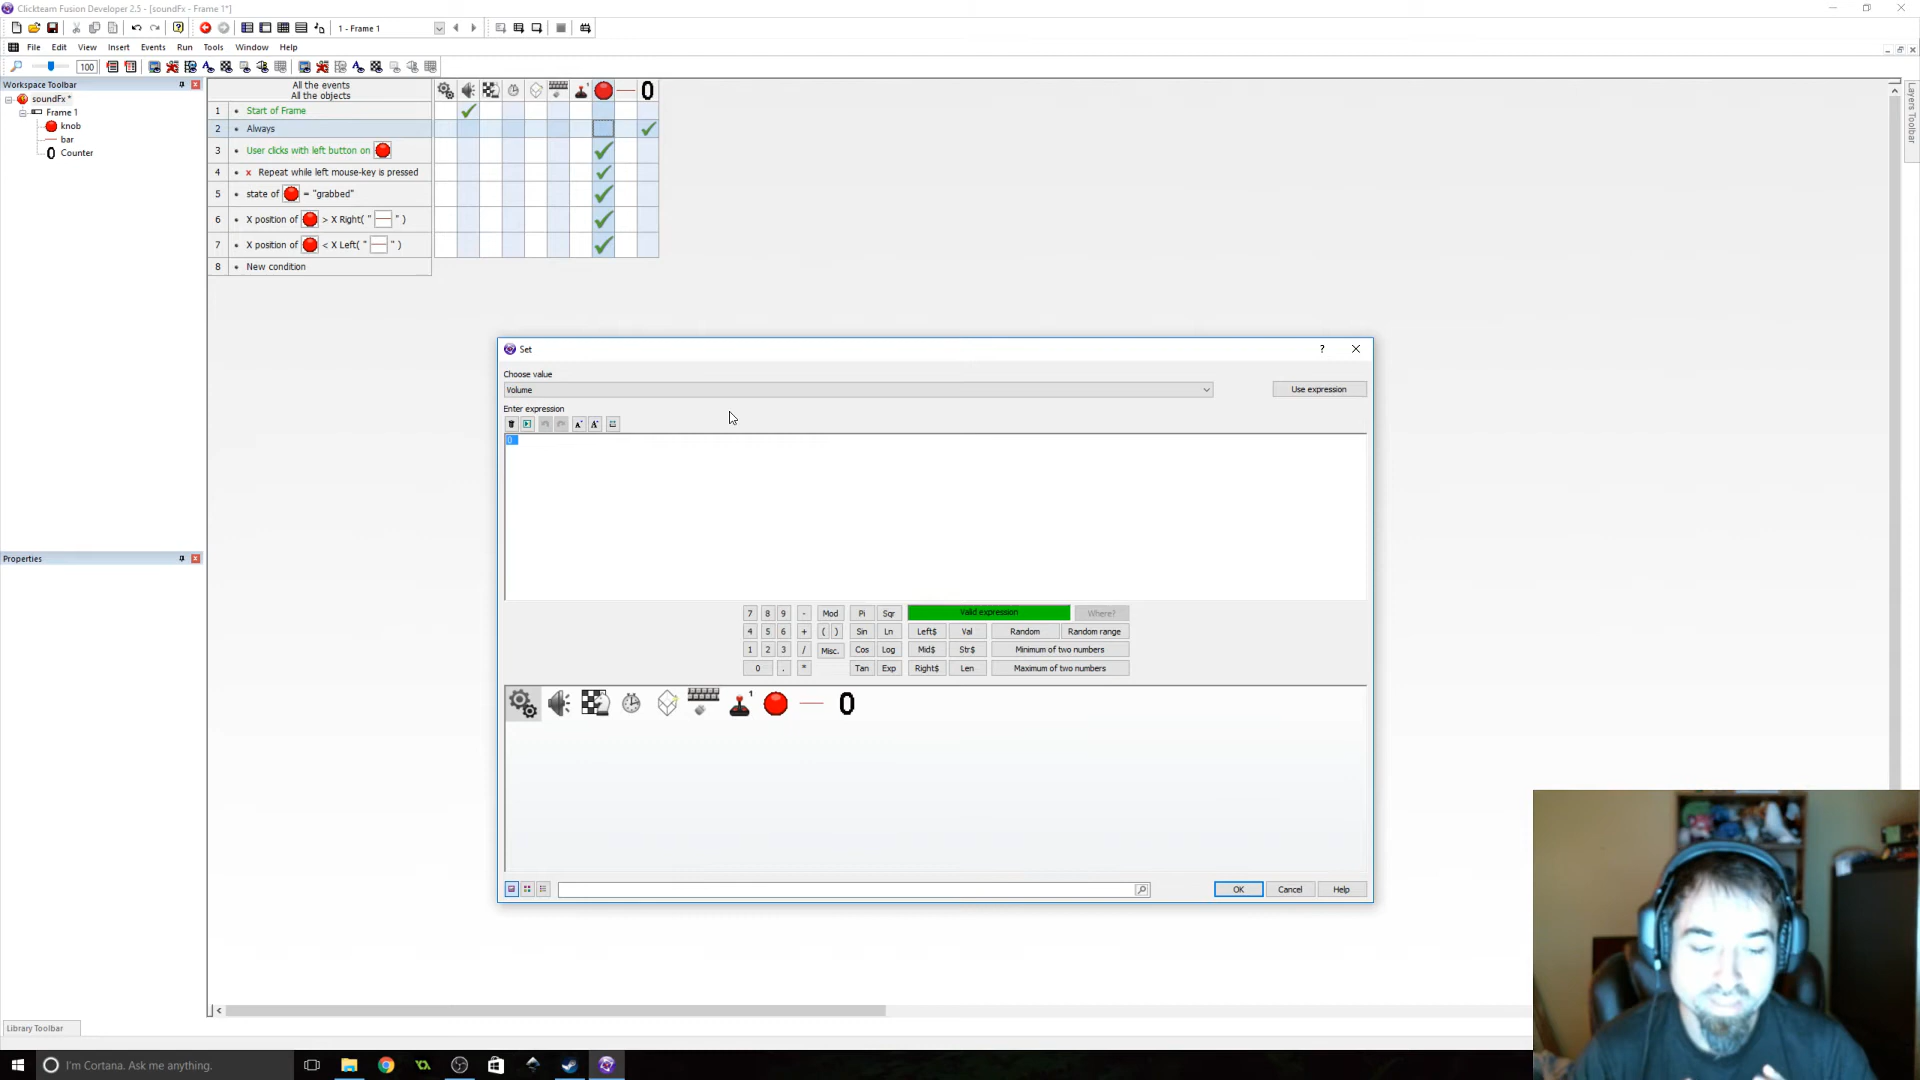 Clickteam Fusion Developer 2.5 - [soundFx - Frame 1*]
100
1 - Frame 1
File Edit View Insert Events Run Tools Window Help
Workspace Toolbar
soundFx *
Frame 1
knob
bar
0 Counter
Properties
All the events
All the objects
0
1 Start of Frame
2 Always
3 User clicks with left button on
4 x Repeat while left mouse-key is pressed
5 state of = "grabbed"
6 X position of > X Right( " " )
7 X position of < X Left( " " )
8 New condition
Layers Toolbar
Set
?
Choose value
Volume
Use expression
Enter expression
0
7 8 9 - Mod Pi Sqr Valid expression Where?
4 5 6 + ( ) Sin Ln Left$ Val Random Random range
1 2 3 / Misc. Cos Log Mid$ Str$ Minimum of two numbers
0 . * Tan Exp Right$ Len Maximum of two numbers
1
0
OK Cancel Help
Library Toolbar
I'm Cortana. Ask me anything.